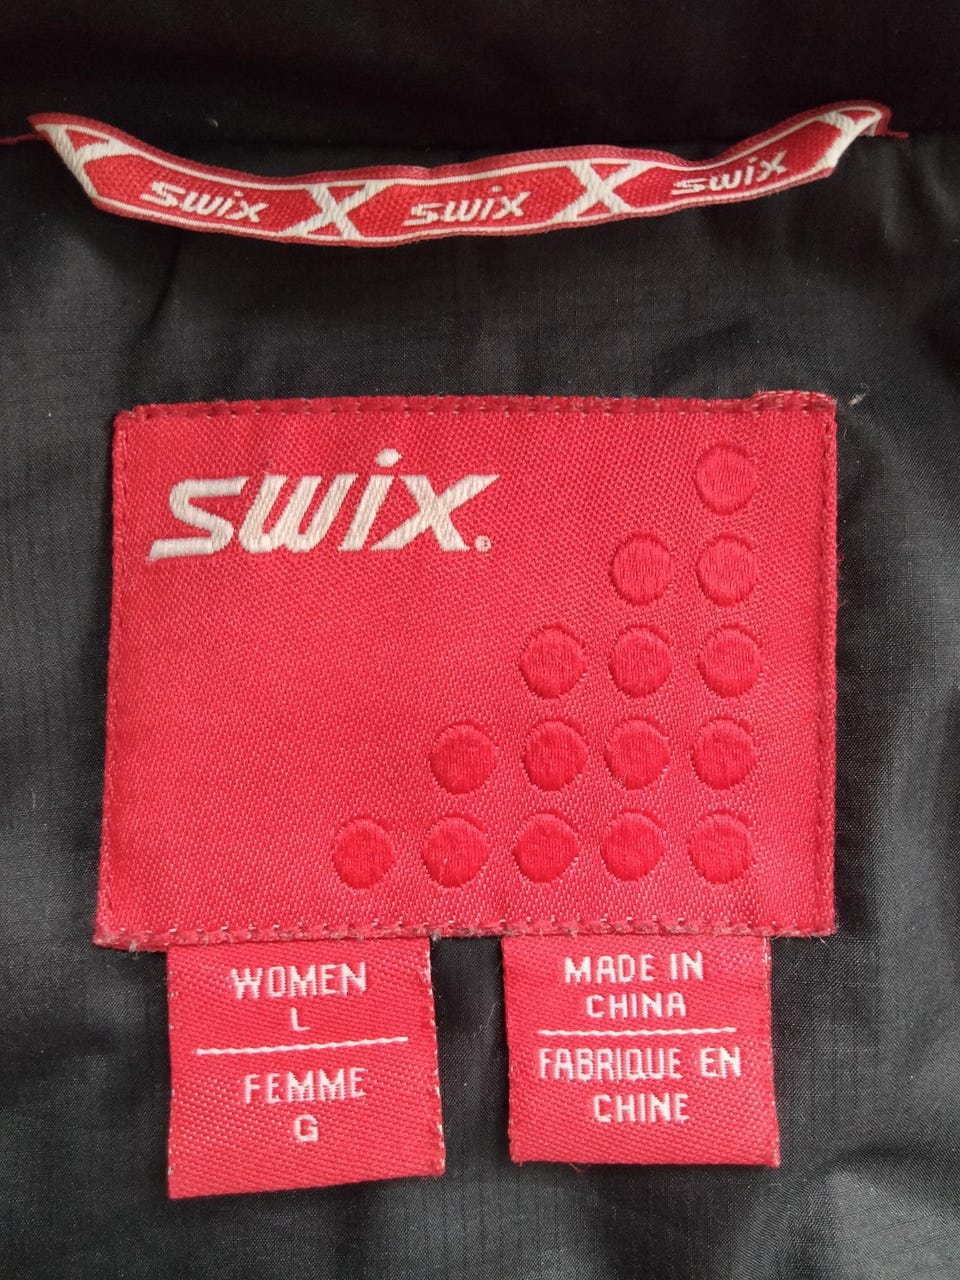 SWIX SWIX SWIX
SWIX®
WOMEN
L
FEMME
G
MADE IN
CHINA
FABRIQUE EN
CHINE